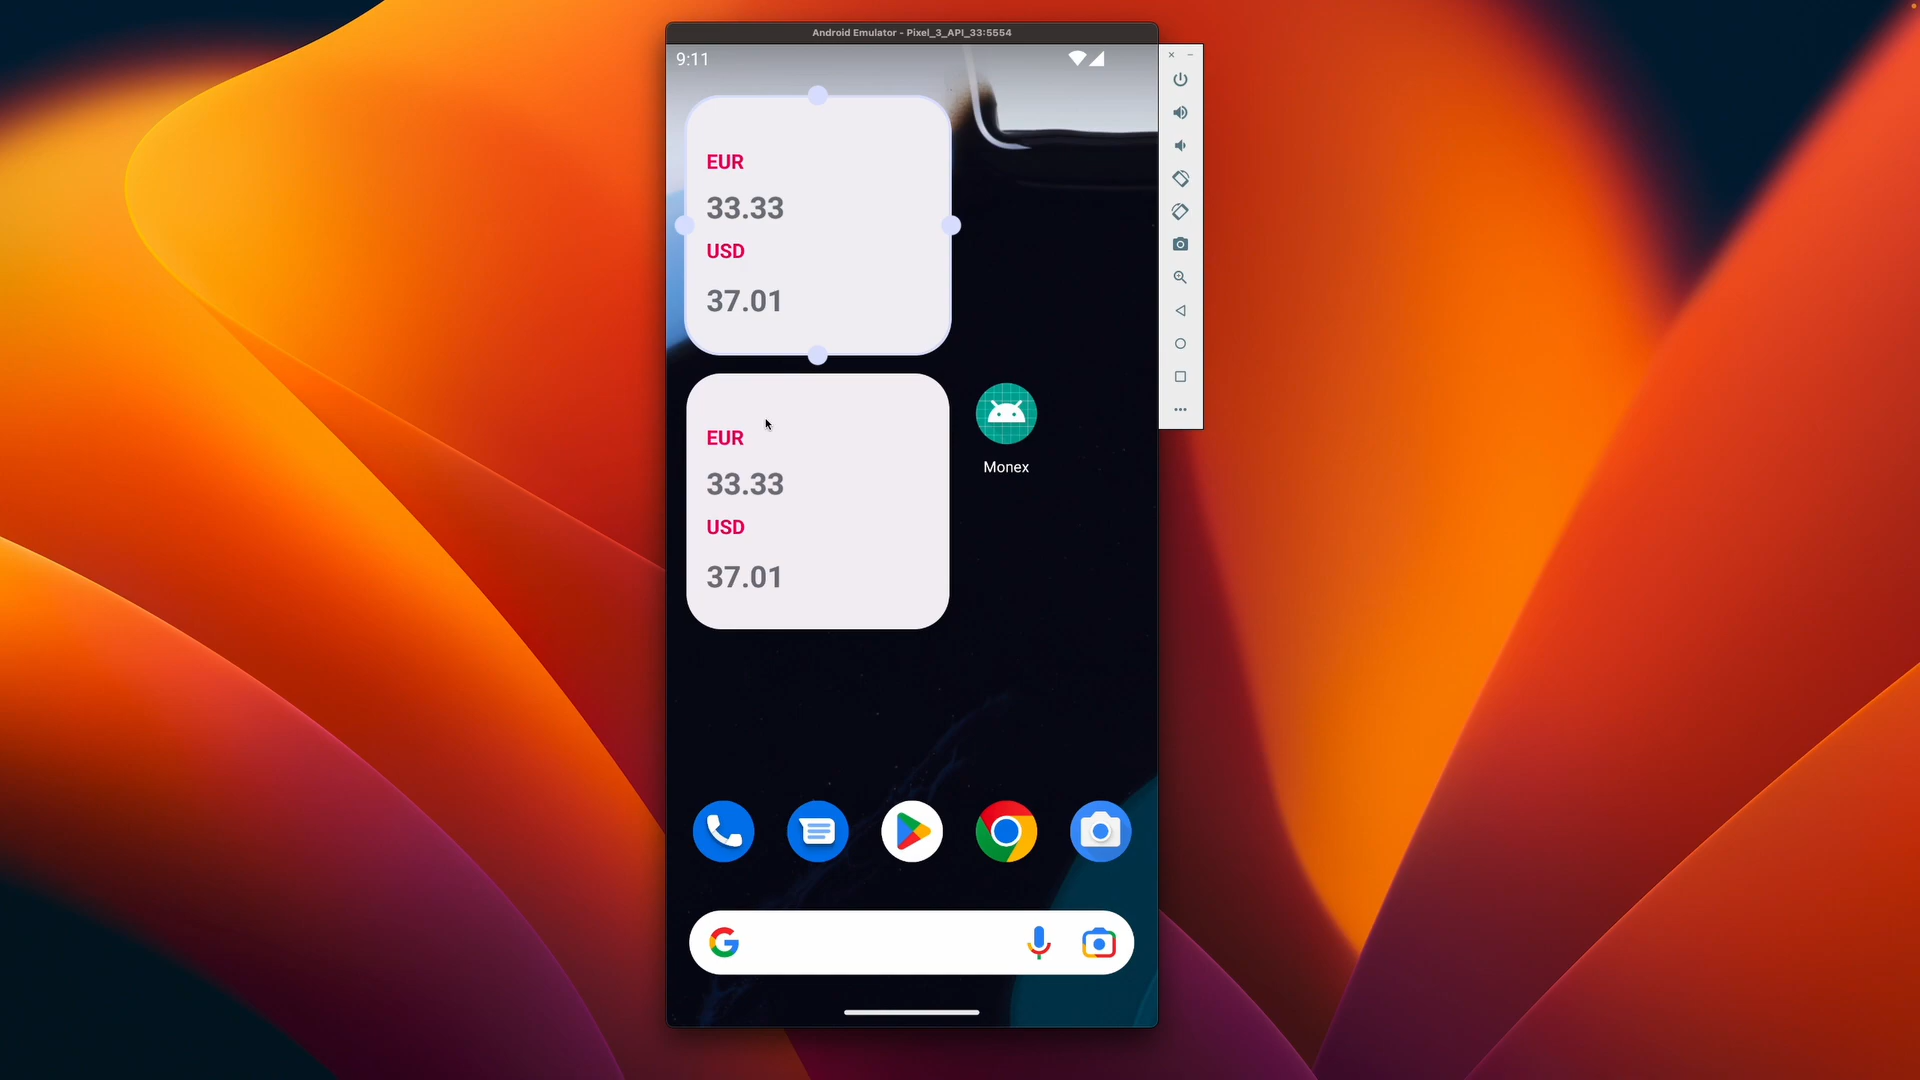 Android Emulator - Pixel_3_API_33:5554
9:11
EUR
33.33
USD
37.01
EUR
33.33
USD
37.01
Monex